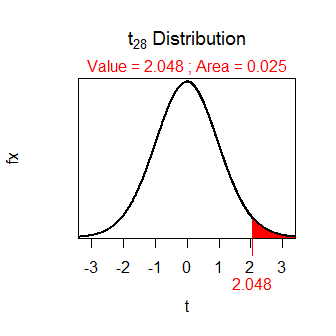 t28 Distribution
Value = 2.048 ; Area = 0.025
fx
-3 -2 -1 0 1 2 3
2.048
t